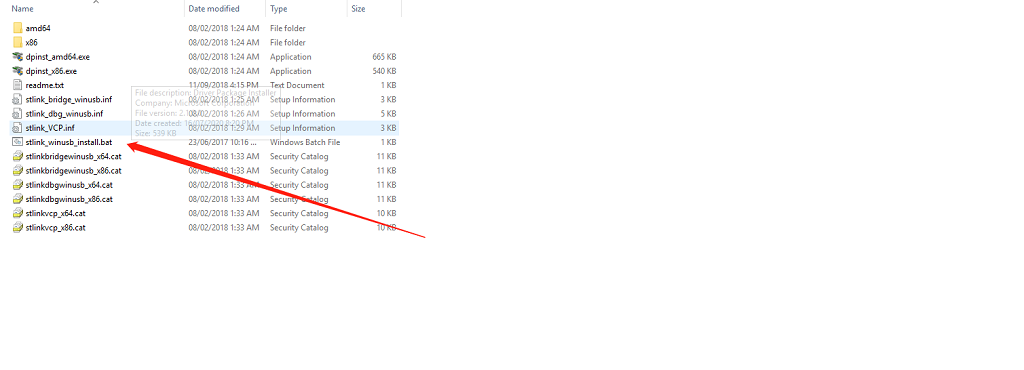 Name Date modified Type Size
amd64 08/02/2018 1:24 AM File folder
x86 08/02/2018 1:24 AM File folder
dpinst_amd64.exe 08/02/2018 1:24 AM Application 665 KB
dpinst_x86.exe 08/02/2018 1:24 AM Application 540 KB
readme.txt 11/09/2018 4:15 PM Text Document 1 KB
File description: Driver Package Installer
stlink_bridge_winusb.inf 08/02/2018 1:25 AM Setup Information 3 KB
Company: Microsoft Corporation
stlink_dbg_winusb.inf 08/02/2018 1:26 AM Setup Information 5 KB
File version: 2.1.0.0
Date created: 16/07/2020 8:20 PM
stlink_VCP.inf 08/02/2018 1:29 AM Setup Information 3 KB
Size: 539 KB
stlink_winusb_install.bat 23/06/2017 10:16 ... Windows Batch File 1 KB
stlinkbridgewinusb_x64.cat 08/02/2018 1:33 AM Security Catalog 11 KB
stlinkbridgewinusb_x86.cat 08/02/2018 1:33 AM Security Catalog 11 KB
stlinkdbgwinusb_x64.cat 08/02/2018 1:33 AM Security Catalog 11 KB
stlinkdbgwinusb_x86.cat 08/02/2018 1:33 AM Security Catalog 11 KB
stlinkvcp_x64.cat 08/02/2018 1:33 AM Security Catalog 10 KB
stlinkvcp_x86.cat 08/02/2018 1:33 AM Security Catalog 10 KB